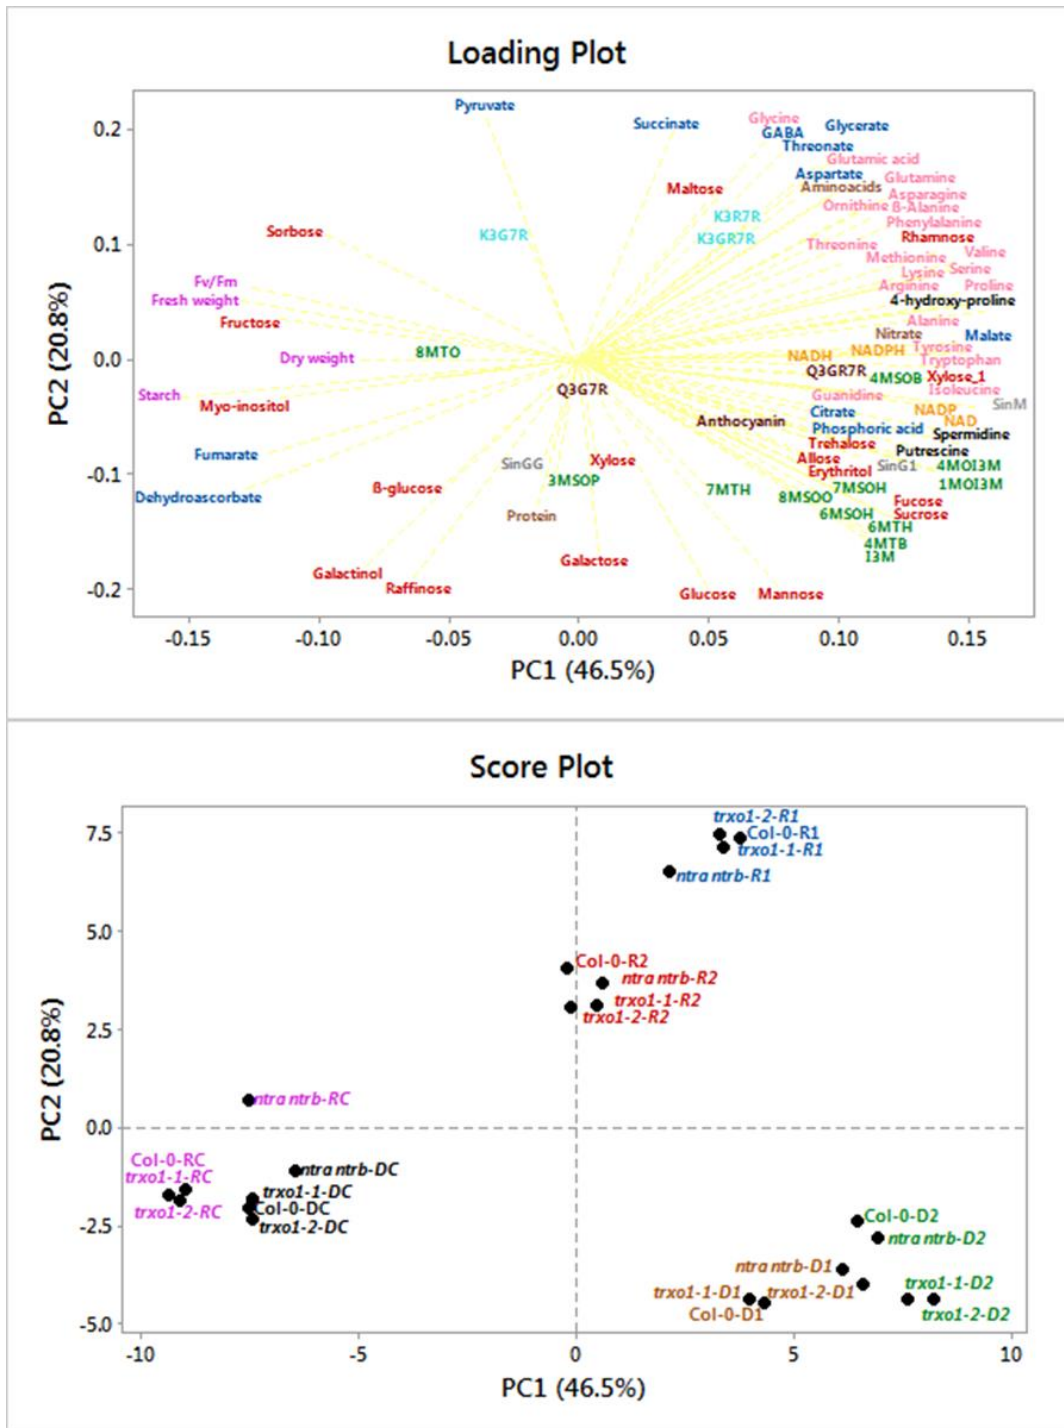 Loading Plot
PC2 (20.8%)
0.2
0.1
0.0
-0.1
-0.2
Pyruvate
Succinate
Glycine
GABA
Glycerate
Threonate
Glutamic acid
Aspartate
Glutamine
Maltose
Aminoacids
Asparagine
Ornithine
ß-Alanine
K3R7R
Phenylalanine
Sorbose
K3G7R
K3GR7R
Rhamnose
Threonine
Methionine
Valine
Lysine
Serine
Fv/Fm
Arginine
Proline
Fresh weight
4-hydroxy-proline
Fructose
Alanine
Nitrate
Malate
8MTO
Dry weight
NADH
NADPH
Tyrosine
Tryptophan
Q3GR7R
4MSOB
Xylose_1
Q3G7R
Isoleucine
Starch
Guanidine
SinM
Myo-inositol
Citrate
NADP
Anthocyanin
NAD
Phosphoric acid
Spermidine
Trehalose
Putrescine
Fumarate
SinGG
Xylose
Allose
SinG1
4MOI3M
Erythritol
3MSOP
1MOI3M
ß-glucose
7MTH
7MSOH
8MSOO
Dehydroascorbate
Fucose
Protein
6MSOH
Sucrose
6MTH
4MTB
I3M
Galactose
Galactinol
Raffinose
Glucose
Mannose
-0.15
-0.10
-0.05
0.00
0.05
0.10
0.15
PC1 (46.5%)
Score Plot
PC2 (20.8%)
7.5
5.0
2.5
0.0
-2.5
-5.0
trxo1-2-R1
Col-0-R1
trxo1-1-R1
ntra ntrb-R1
Col-0-R2
ntra ntrb-R2
trxo1-1-R2
trxo1-2-R2
ntra ntrb-RC
Col-0-RC
trxo1-1-RC
trxo1-2-RC
ntra ntrb-DC
trxo1-1-DC
Col-0-DC
trxo1-2-DC
Col-0-D2
ntra ntrb-D2
ntra ntrb-D1
trxo1-1-D1
trxo1-2-D1
Col-0-D1
trxo1-1-D2
trxo1-2-D2
-10
-5
0
5
10
PC1 (46.5%)